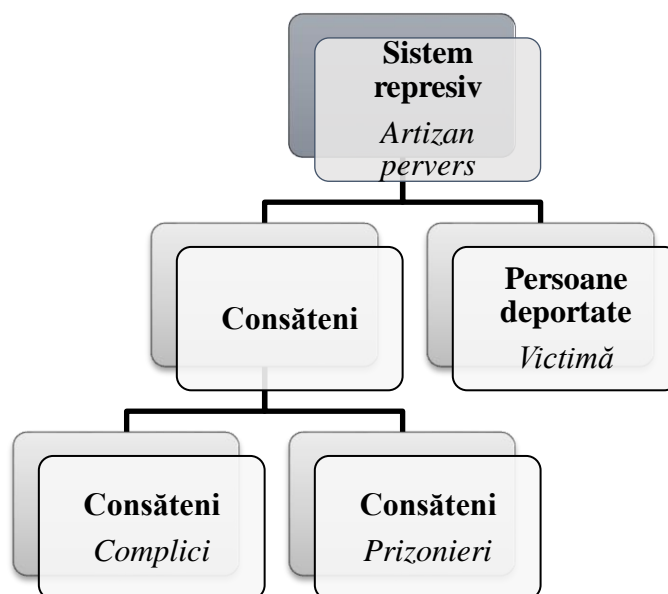 Sistem
represiv
Artizan
pervers
Consăteni
Persoane
deportate
Victimă
Consăteni
Complici
Consăteni
Prizonieri